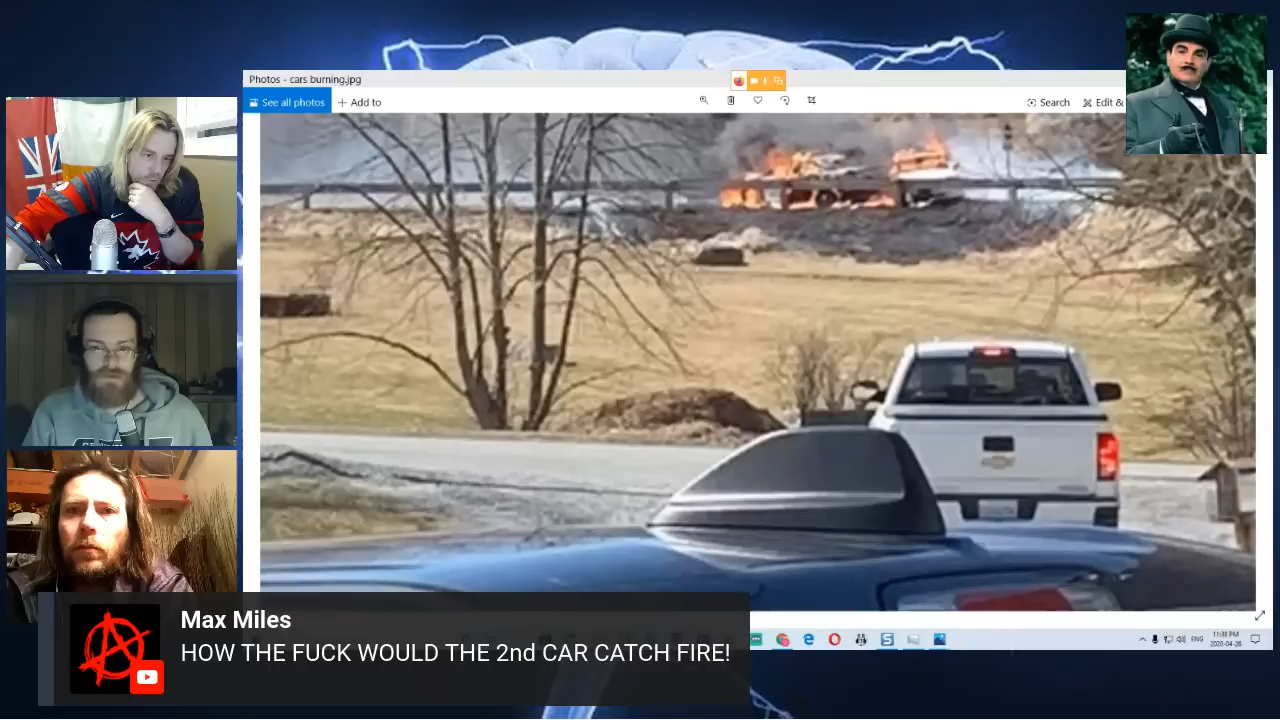 Photos - cars burning.jpg
See all photos
Add to
Search
Edit &
Max Miles
HOW THE FUCK WOULD THE 2nd CAR CATCH FIRE!
ENG
11:38 PM
2020-04-26